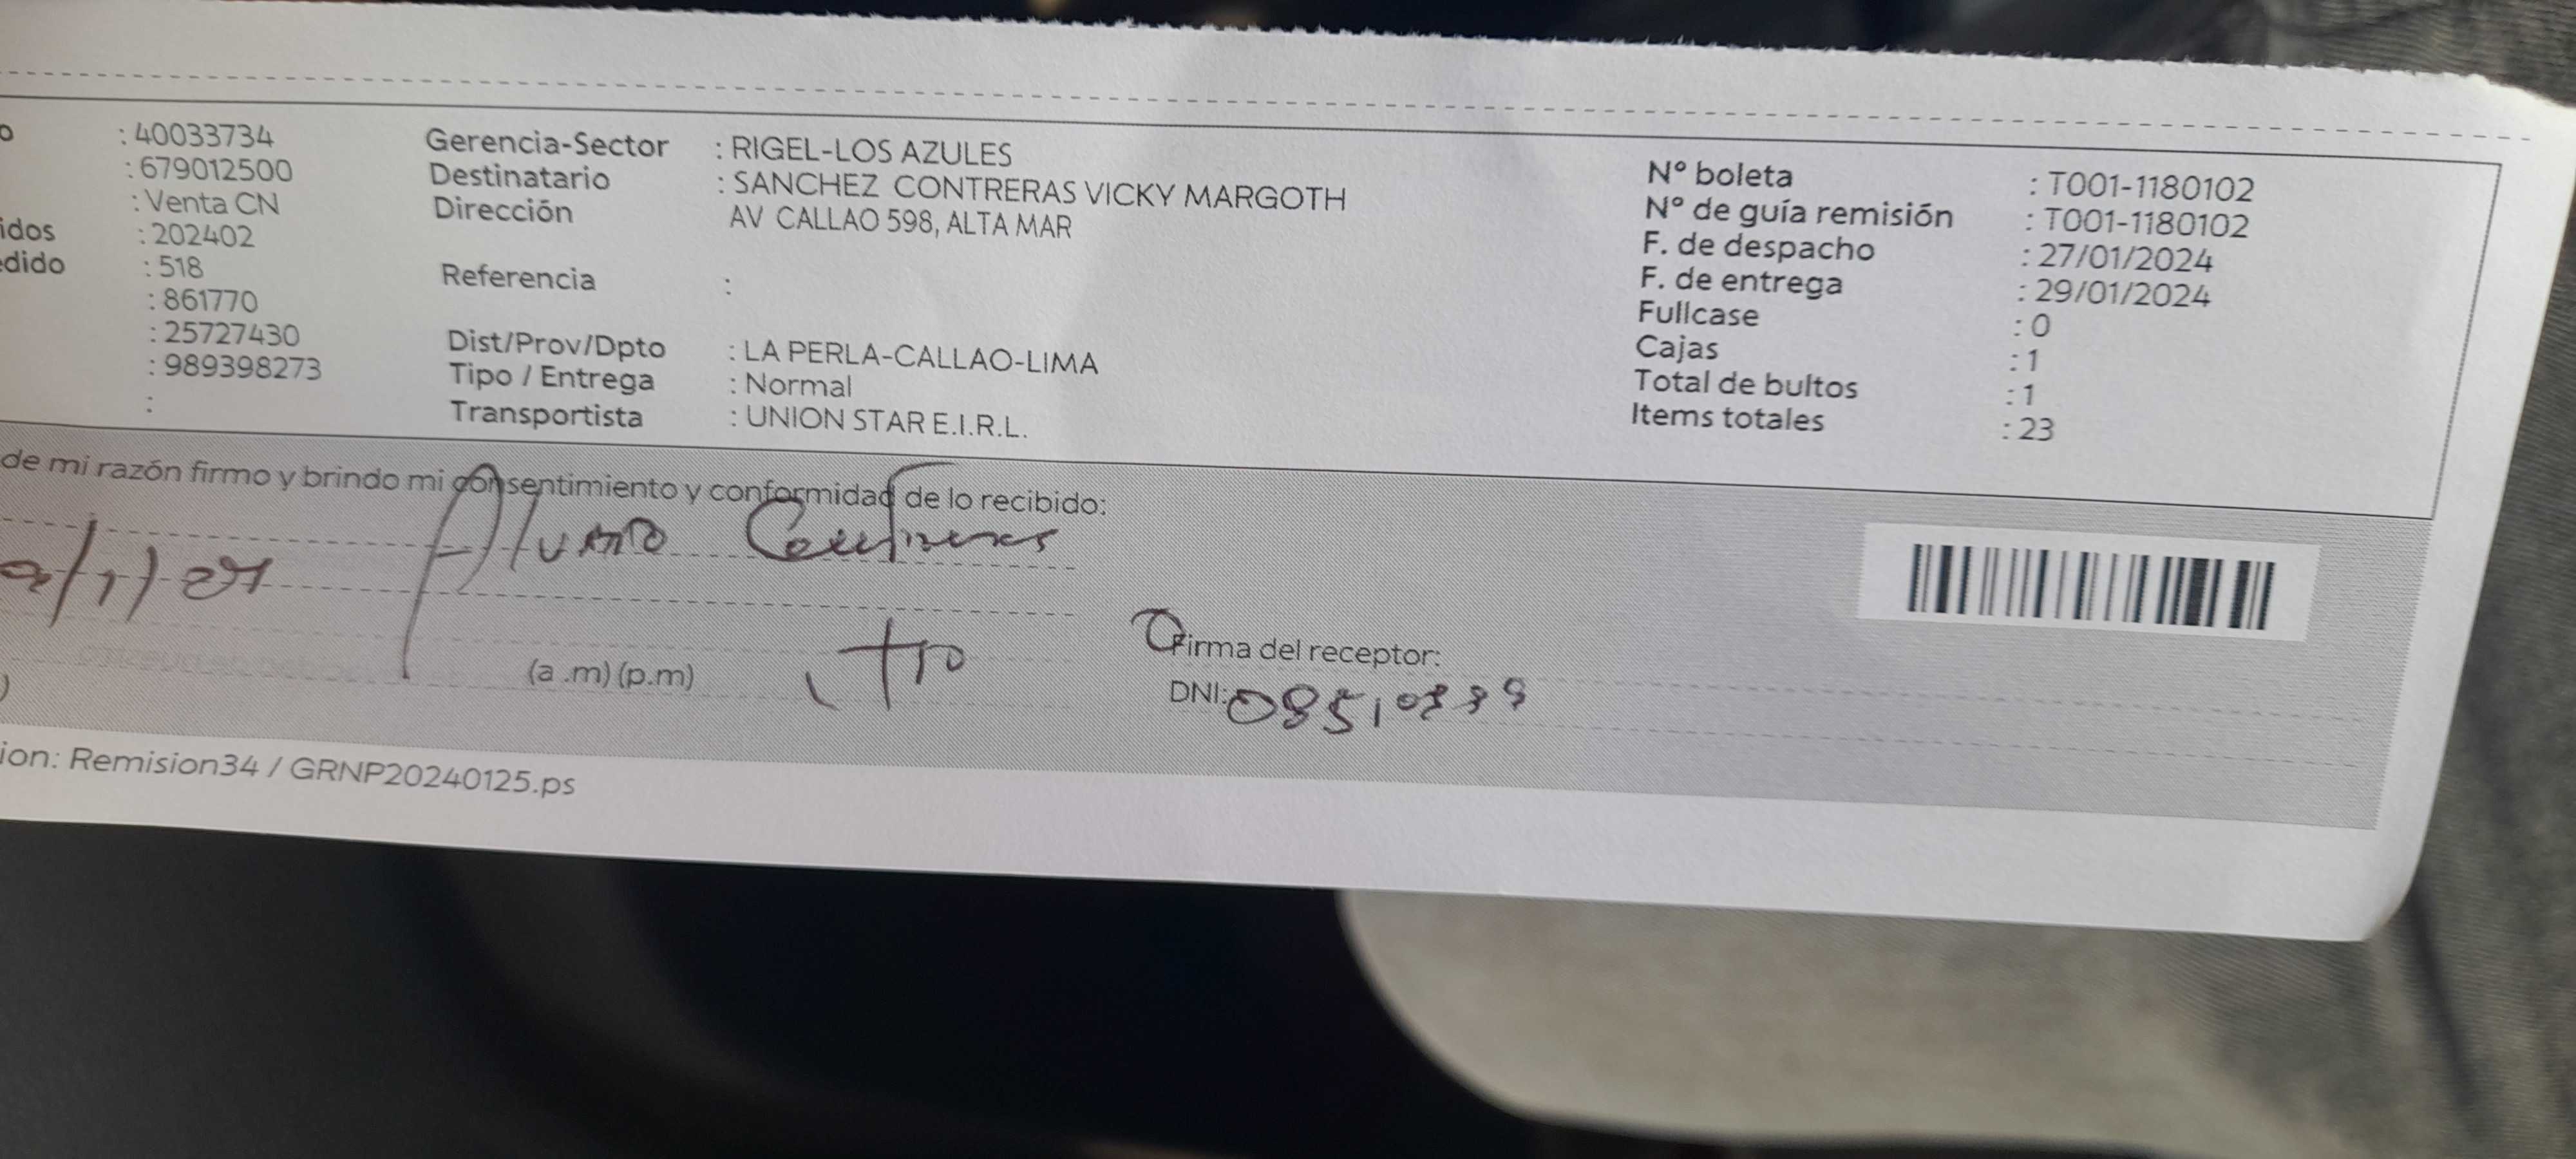 o : 40033734 Gerencia-Sector : RIGEL-LOS AZULES Nº boleta : T001-1180102
: 679012500 Destinatario : SANCHEZ CONTRERAS VICKY MARGOTH Nº de guía remisión : T001-1180102
: Venta CN Dirección AV CALLAO 598, ALTA MAR F. de despacho : 27/01/2024
idos : 202402 F. de entrega : 29/01/2024
edido : 518 Referencia : Fullcase : 0
: 861770 Cajas : 1
: 25727430 Dist/Prov/Dpto : LA PERLA-CALLAO-LIMA Total de bultos : 1
: 989398273 Tipo / Entrega : Normal Items totales : 23
: Transportista : UNION STAR E.I.R.L.
de mi razón firmo y brindo mi consentimiento y conformidad de lo recibido:
Contreras
(a .m) (p.m) Tío Firma del receptor:
) DNI:
ion: Remision34 / GRNP20240125.ps